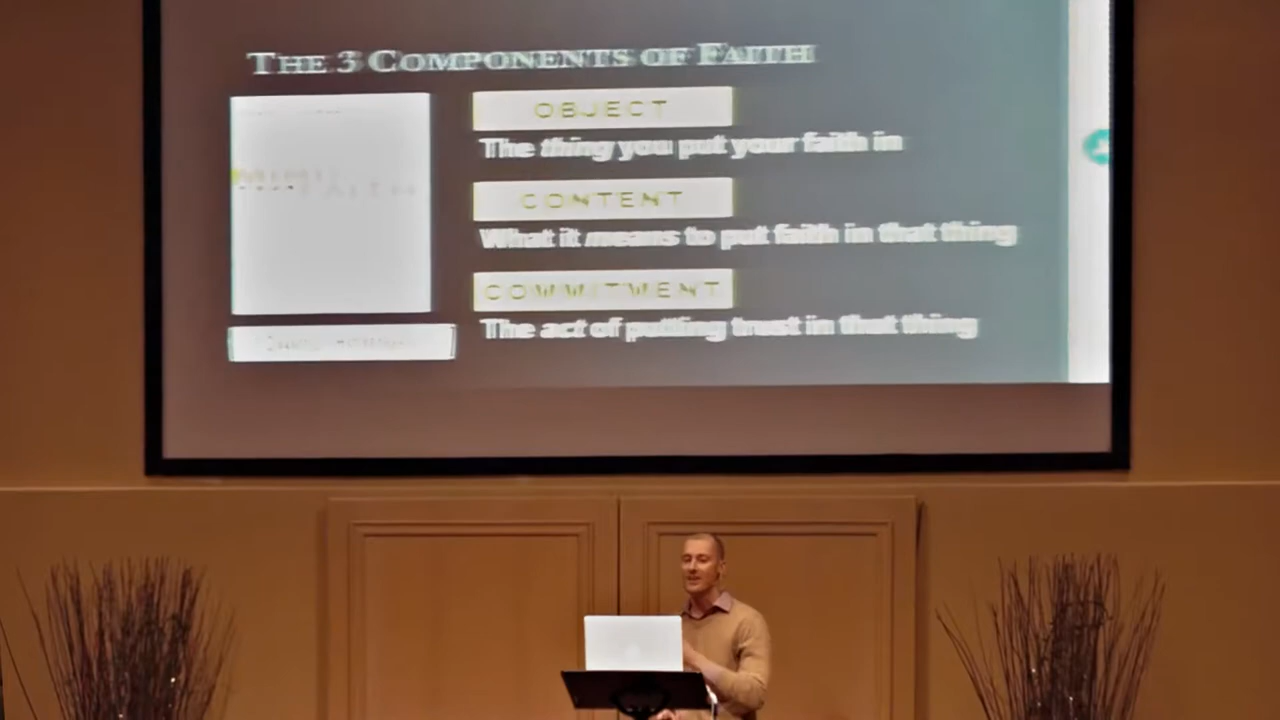 THE 3 COMPONENTS OF FAITH
OBJECT
The thing you put your faith in
CONTENT
What it means to put faith in that thing
COMMITMENT
The act of putting trust in that thing